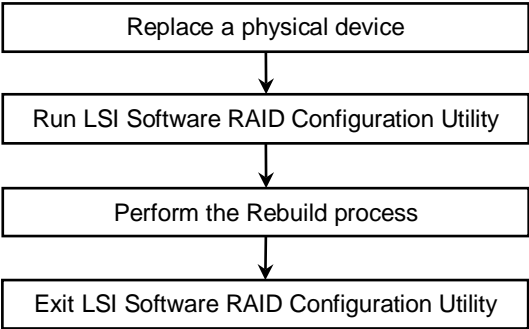 Replace a physical device
Run LSI Software RAID Configuration Utility
Perform the Rebuild process
Exit LSI Software RAID Configuration Utility